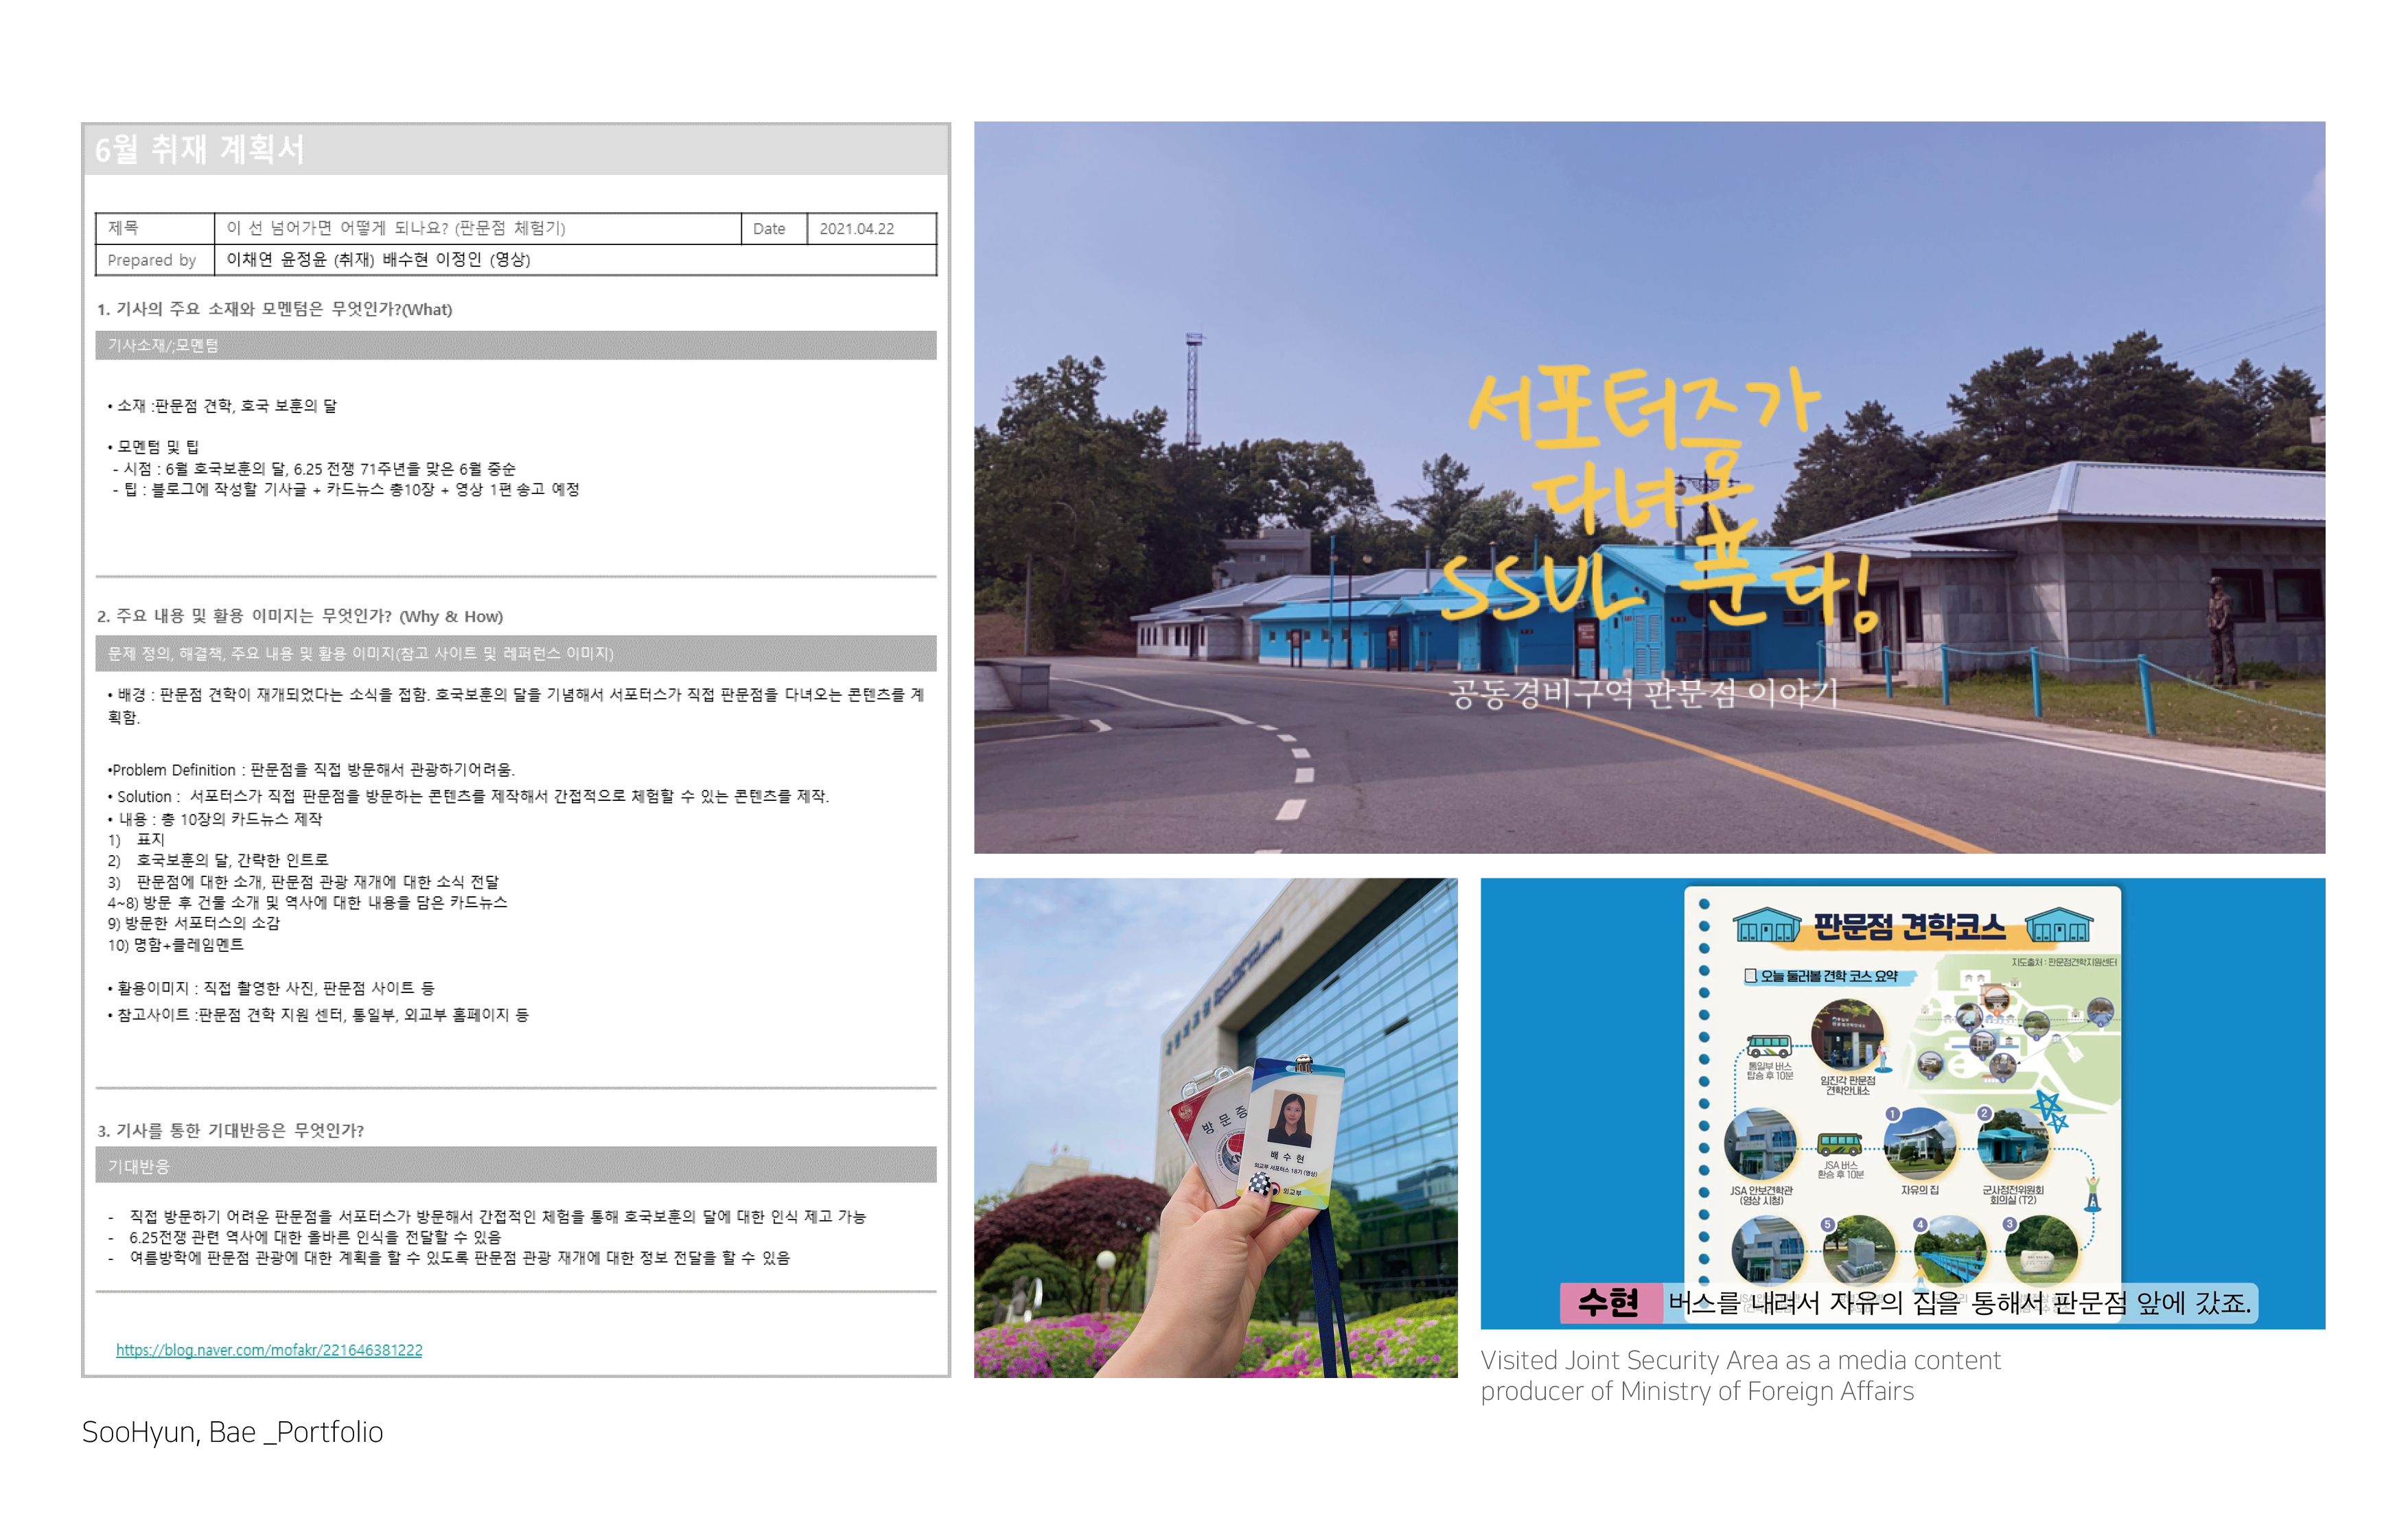 6월 취재 계획서
제목 이 선 넘어가면 어떻게 되나요? (판문점 체험기) Date 2021.04.22
Prepared by 이채연 윤정윤 (취재) 배수현 이정인 (영상)
1. 기사의 주요 소재와 모멘텀은 무엇인가?(What)
기사소재/;모멘텀
• 소재 :판문점 견학, 호국 보훈의 달
• 모멘텀 및 팁
- 시점 : 6월 호국보훈의 달, 6.25 전쟁 71주년을 맞은 6월 중순
- 팁 : 블로그에 작성할 기사글 + 카드뉴스 총10장 + 영상 1편 송고 예정
2. 주요 내용 및 활용 이미지는 무엇인가? (Why & How)
문제 정의, 해결책, 주요 내용 및 활용 이미지(참고 사이트 및 레퍼런스 이미지)
• 배경 : 판문점 견학이 재개되었다는 소식을 접함. 호국보훈의 달을 기념해서 서포터스가 직접 판문점을 다녀오는 콘텐츠를 계
획함.
•Problem Definition : 판문점을 직접 방문해서 관광하기어려움.
• Solution : 서포터스가 직접 판문점을 방문하는 콘텐츠를 제작해서 간접적으로 체험할 수 있는 콘텐츠를 제작.
• 내용 : 총 10장의 카드뉴스 제작
1) 표지
2) 호국보훈의 달, 간략한 인트로
3) 판문점에 대한 소개, 판문점 관광 재개에 대한 소식 전달
4~8) 방문 후 건물 소개 및 역사에 대한 내용을 담은 카드뉴스
9) 방문한 서포터스의 소감
10) 명함+클레임멘트
• 활용이미지 : 직접 촬영한 사진, 판문점 사이트 등
• 참고사이트 :판문점 견학 지원 센터, 통일부, 외교부 홈페이지 등
3. 기사를 통한 기대반응은 무엇인가?
기대반응
- 직접 방문하기 어려운 판문점을 서포터스가 방문해서 간접적인 체험을 통해 호국보훈의 달에 대한 인식 제고 가능
- 6.25전쟁 관련 역사에 대한 올바른 인식을 전달할 수 있음
- 여름방학에 판문점 관광에 대한 계획을 할 수 있도록 판문점 관광 재개에 대한 정보 전달을 할 수 있음
https://blog.naver.com/mofakr/221646381222
서포터즈가
다녀온
SSUL 푼다!
공동경비구역 판문점 이야기
국립외교원
방문증
배수현
외교부 서포터스 18기 (영상)
외교부
판문점 견학코스
지도출처 : 판문점견학지원센터
오늘 둘러볼 견학 코스 요약
통일부 버스
탑승 후 10분
임진각 판문점
견학안내소
1
2
JSA 안보견학관
(영상 시청)
JSA 버스
환승 후 10분
자유의 집
군사정전위원회
회의실 (T2)
5
4
3
수현 버스를 내려서 자유의 집을 통해서 판문점 앞에 갔죠.
Visited Joint Security Area as a media content
producer of Ministry of Foreign Affairs
SooHyun, Bae _Portfolio